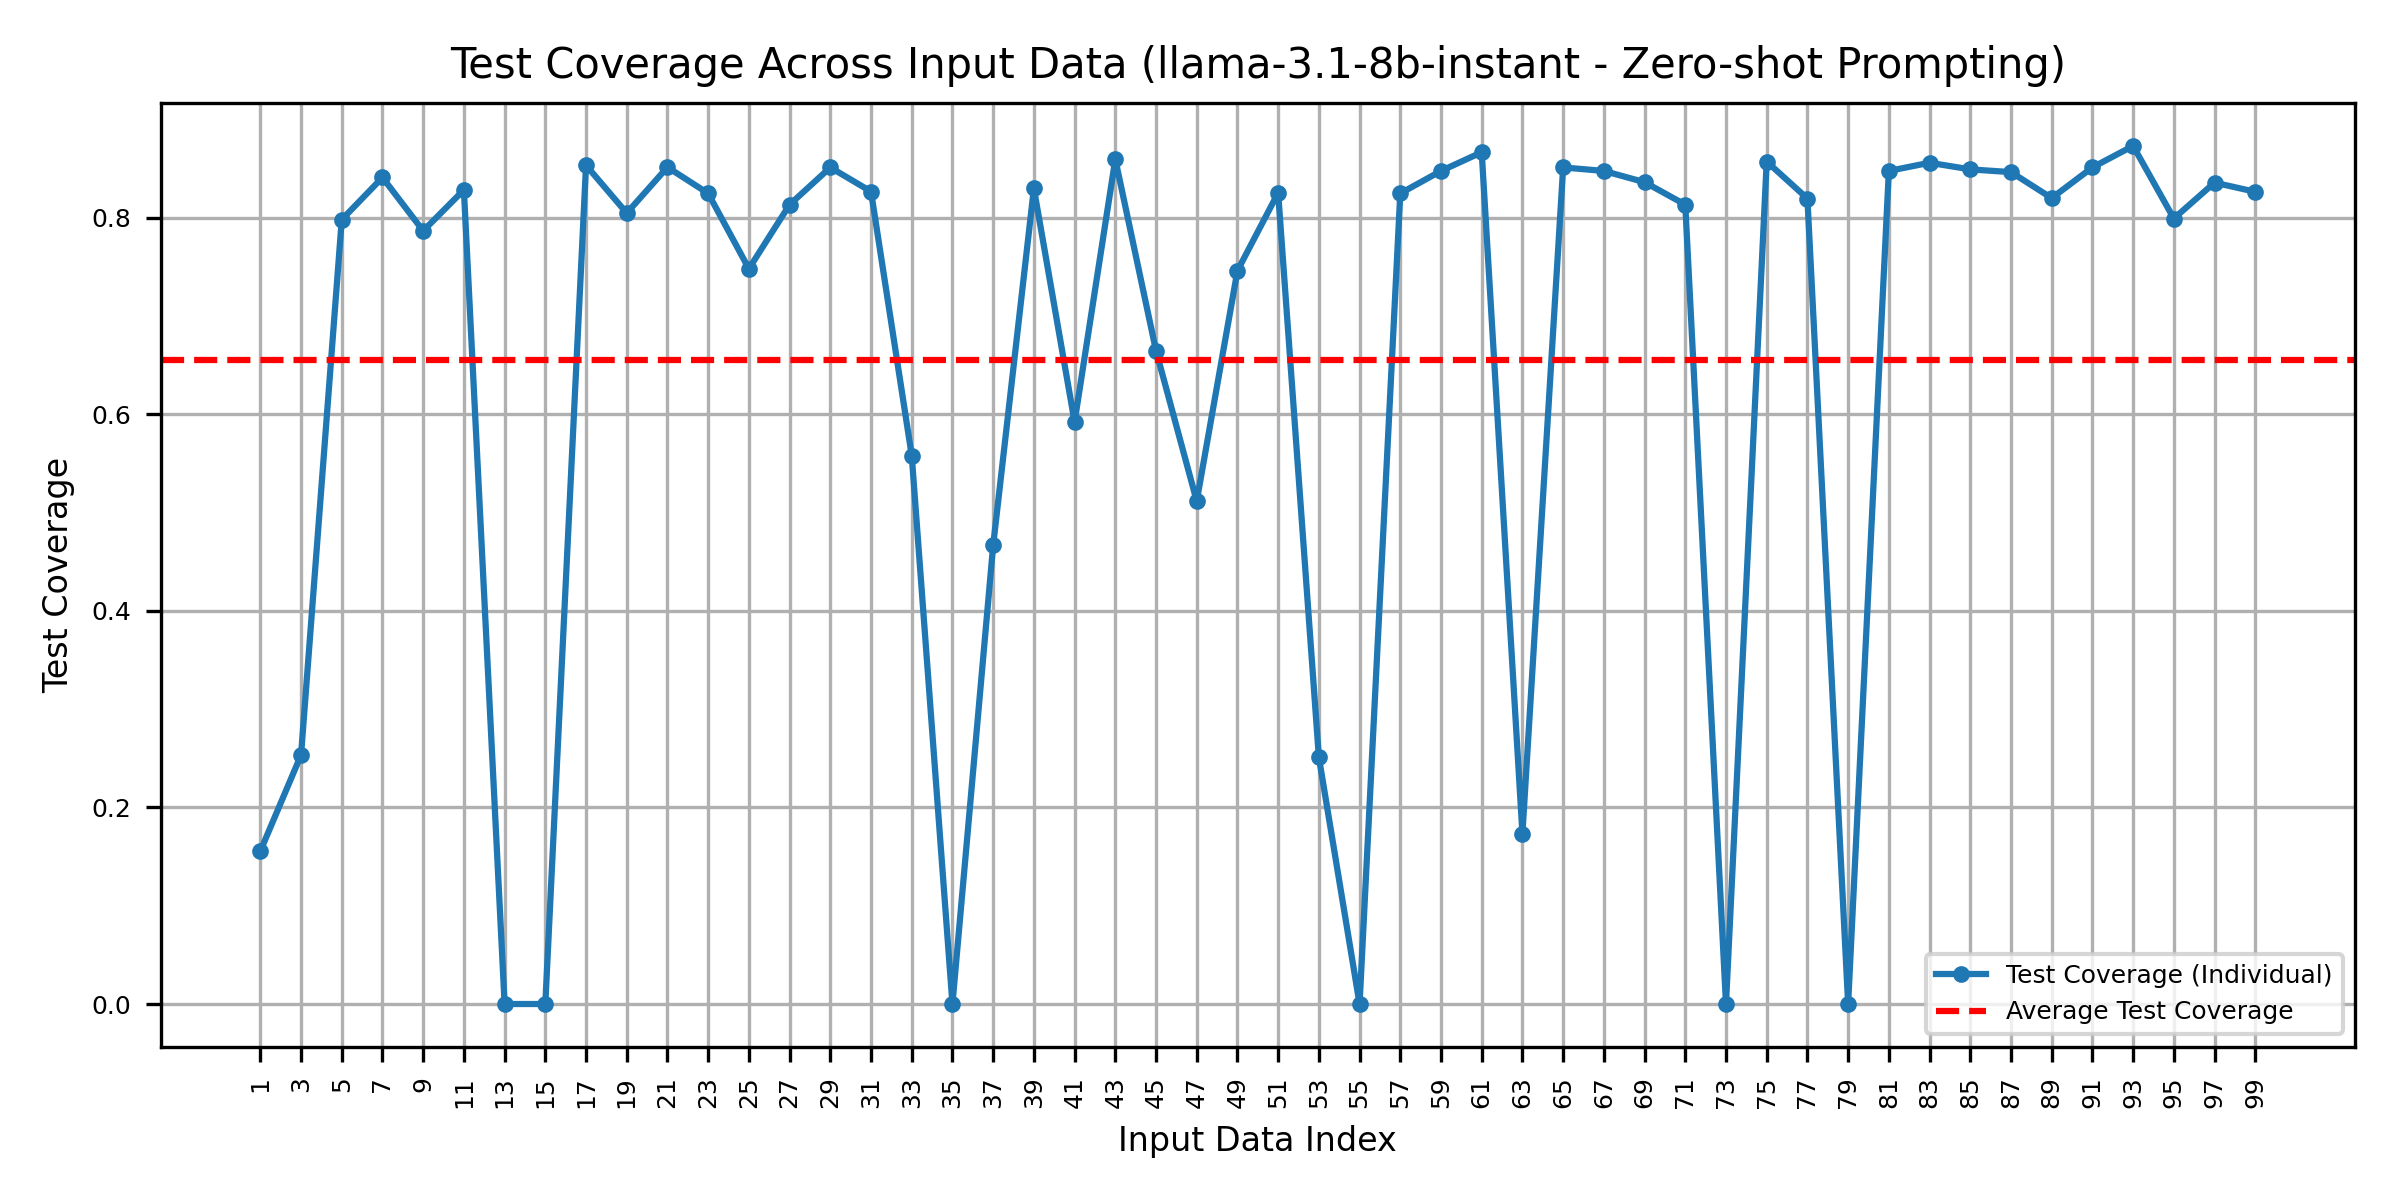 Test Coverage Across Input Data (llama-3.1-8b-instant - Zero-shot Prompting)
Test Coverage
0.8
0.6
0.4
0.2
0.0
Test Coverage (Individual)
Average Test Coverage
1 3 5 7 9 11 13 15 17 19 21 23 25 27 29 31 33 35 37 39 41 43 45 47 49 51 53 55 57 59 61 63 65 67 69 71 73 75 77 79 81 83 85 87 89 91 93 95 97 99
Input Data Index